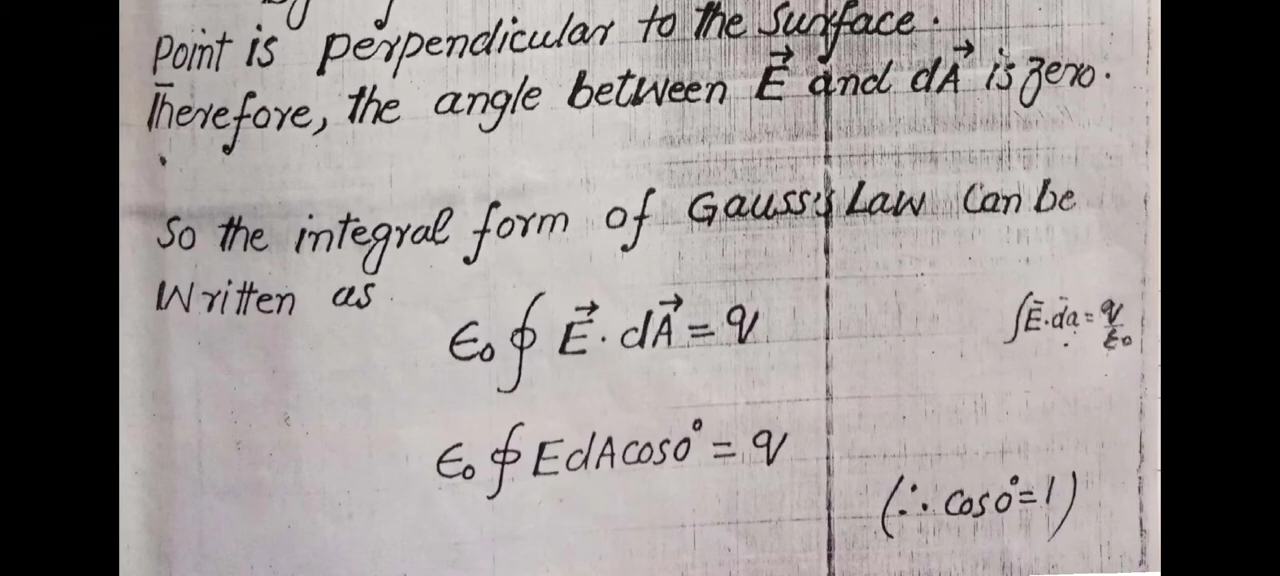 Point is perpendicular to the Surface.
Therefore, the angle between E⃗ and dA⃗ is zero.
So the integral form of Gauss's Law Can be
Written as
ϵ₀ ∮ E⃗ . dA⃗ = q
∫E⃗.da⃗ = q/ε₀
ϵ₀ ∮ E dA cos0° = q
(∴ cos0°=1)